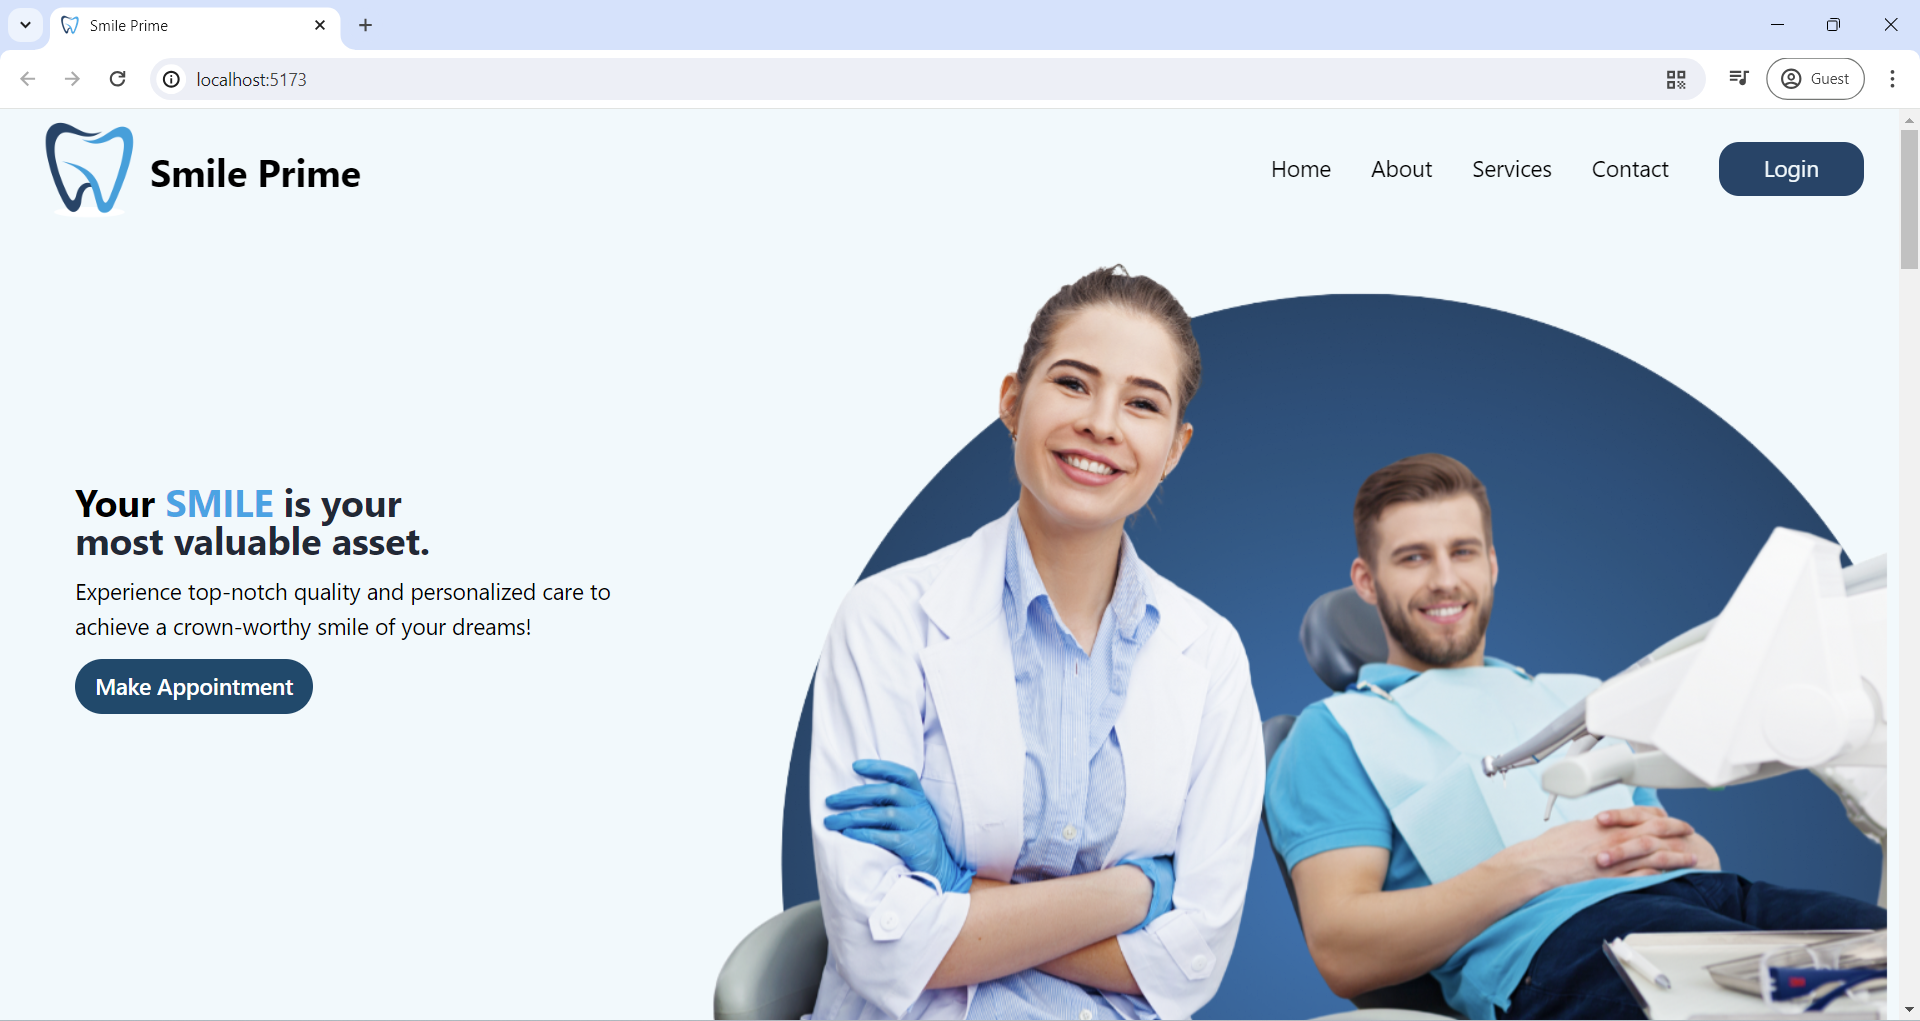 Smile Prime
localhost:5173
Guest
Smile Prime
Home About Services Contact Login
Your SMILE is your
most valuable asset.
Experience top-notch quality and personalized care to
achieve a crown-worthy smile of your dreams!
Make Appointment